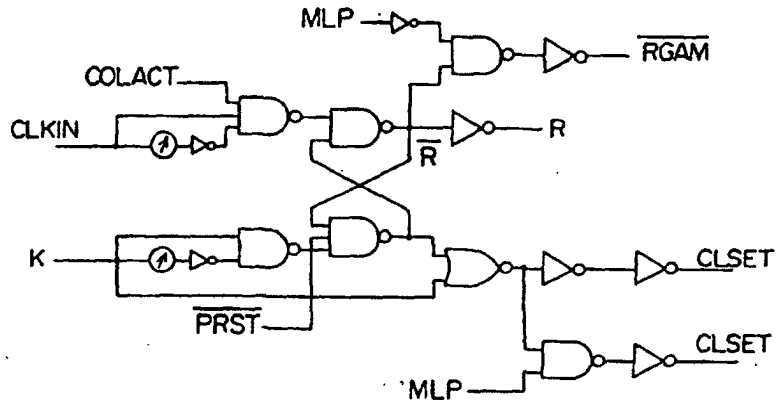 MLP
RGAM
COLACT
CLKIN
R
R
K
CLSET
PRST
CLSET
MLP